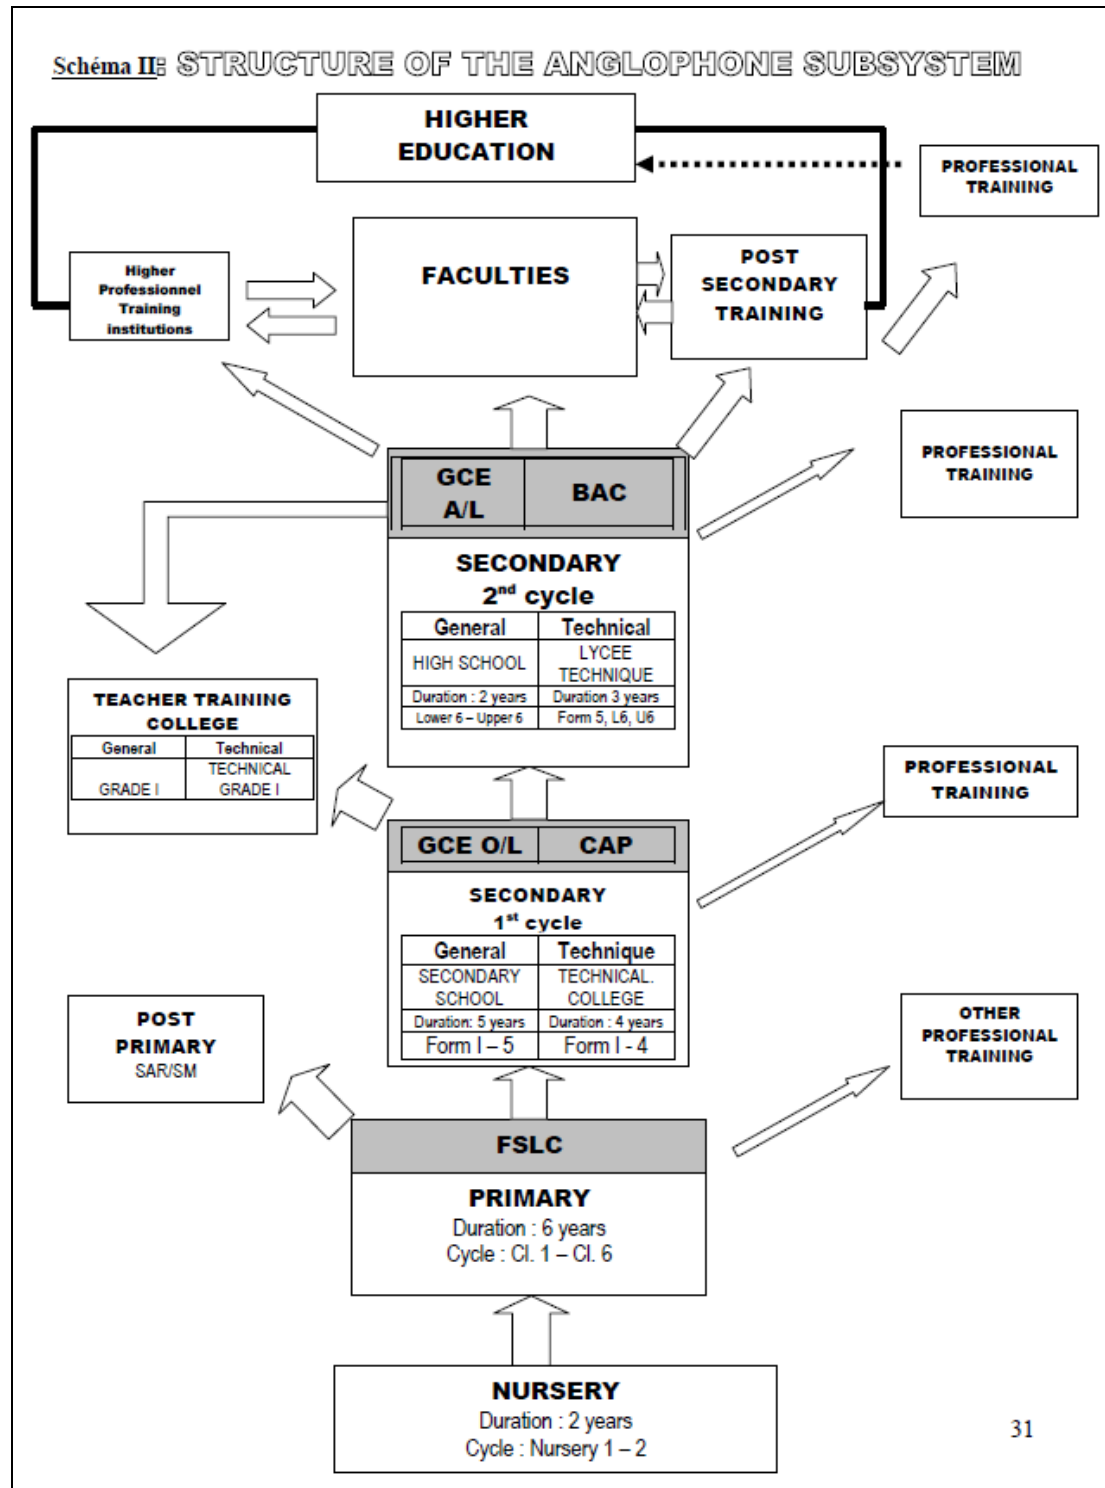 Schéma II: STRUCTURE OF THE ANGLOPHONE SUBSYSTEM
HIGHER
EDUCATION
PROFESSIONAL
TRAINING
Higher
Professionnel
Training
institutions
FACULTIES
POST
SECONDARY
TRAINING
PROFESSIONAL
TRAINING
GCE
A/L
BAC
SECONDARY
2nd cycle
General Technical
HIGH SCHOOL
LYCEE
TECHNIQUE
Duration : 2 years Duration 3 years
Lower 6 – Upper 6 Form 5, L6, U6
TEACHER TRAINING
COLLEGE
General Technical
GRADE I
TECHNICAL
GRADE I
PROFESSIONAL
TRAINING
GCE O/L CAP
SECONDARY
1st cycle
General Technique
SECONDARY
SCHOOL
TECHNICAL.
COLLEGE
Duration: 5 years Duration : 4 years
Form I – 5 Form I - 4
POST
PRIMARY
SAR/SM
OTHER
PROFESSIONAL
TRAINING
FSLC
PRIMARY
Duration : 6 years
Cycle : Cl. 1 – Cl. 6
NURSERY
Duration : 2 years
Cycle : Nursery 1 – 2
31